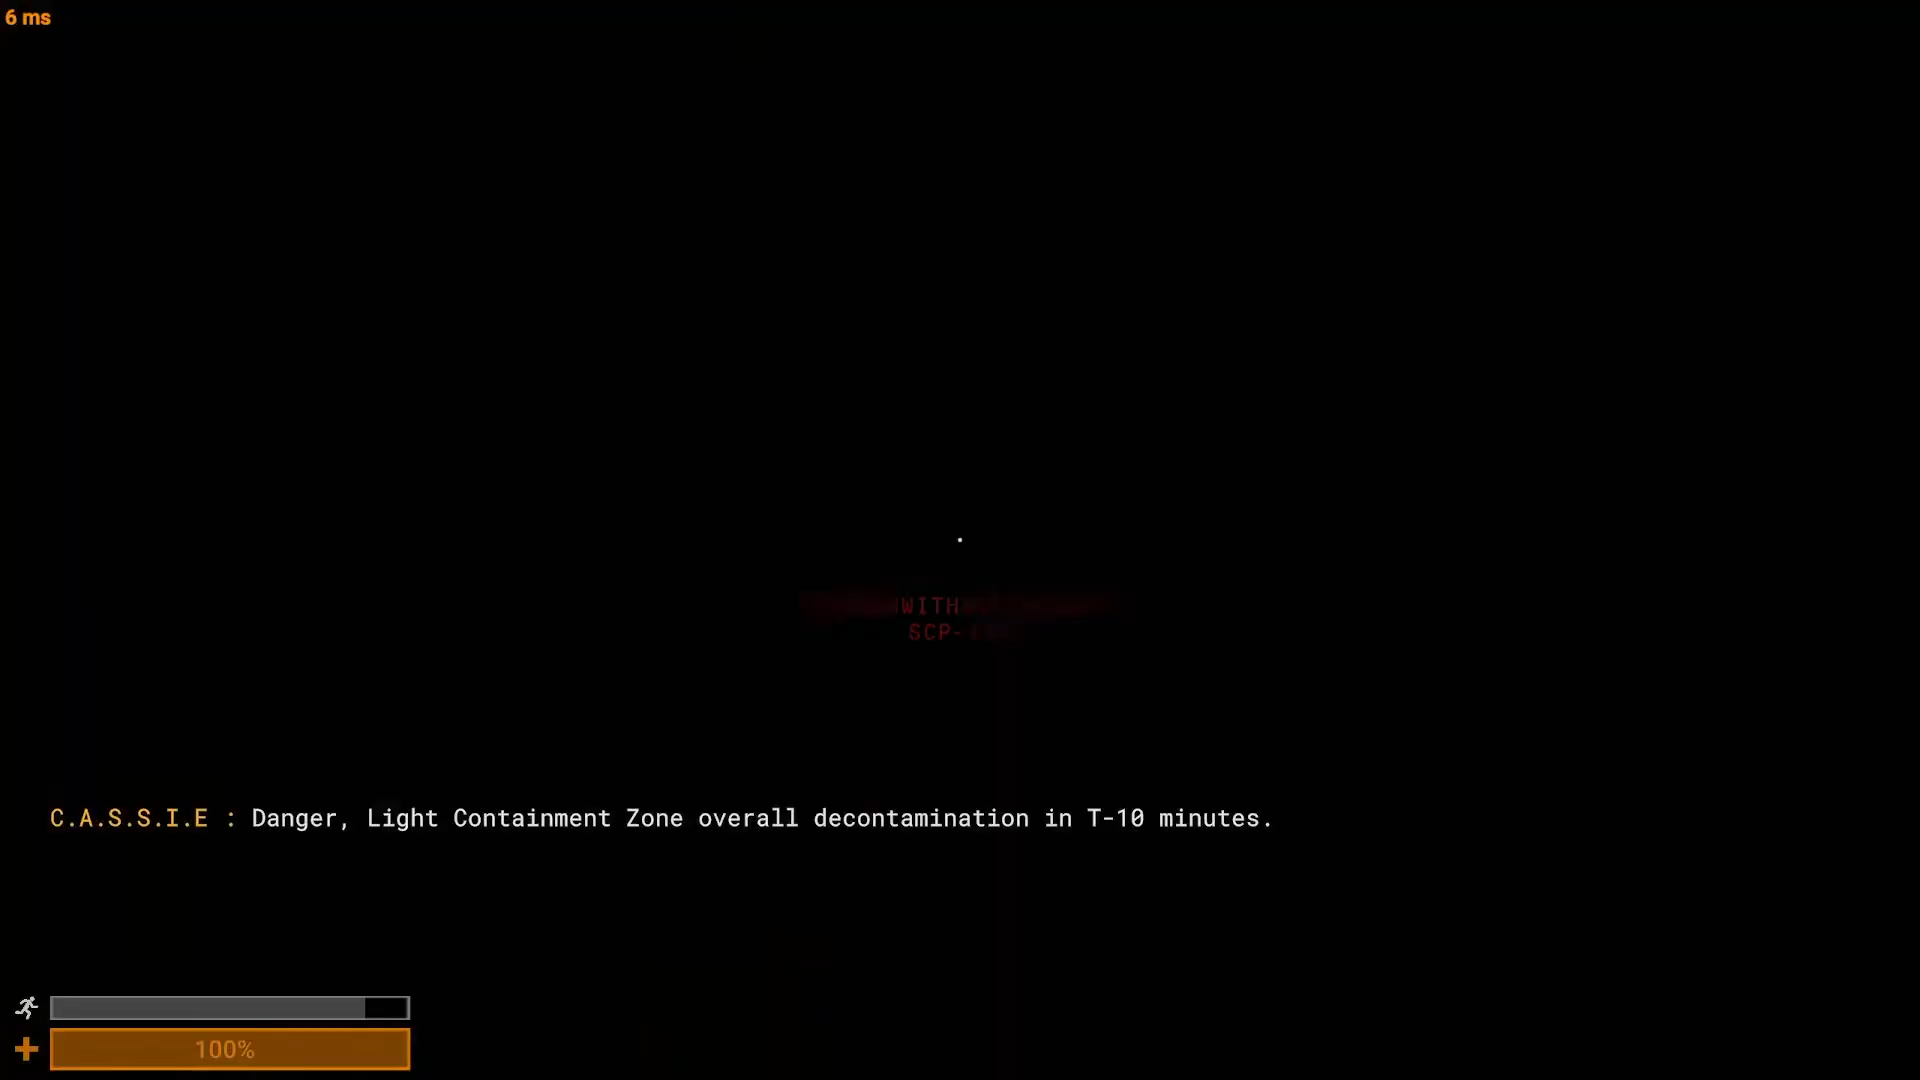 6 ms
WITH
SCP-
C.A.S.S.I.E : Danger, Light Containment Zone overall decontamination in T-10 minutes.
100%